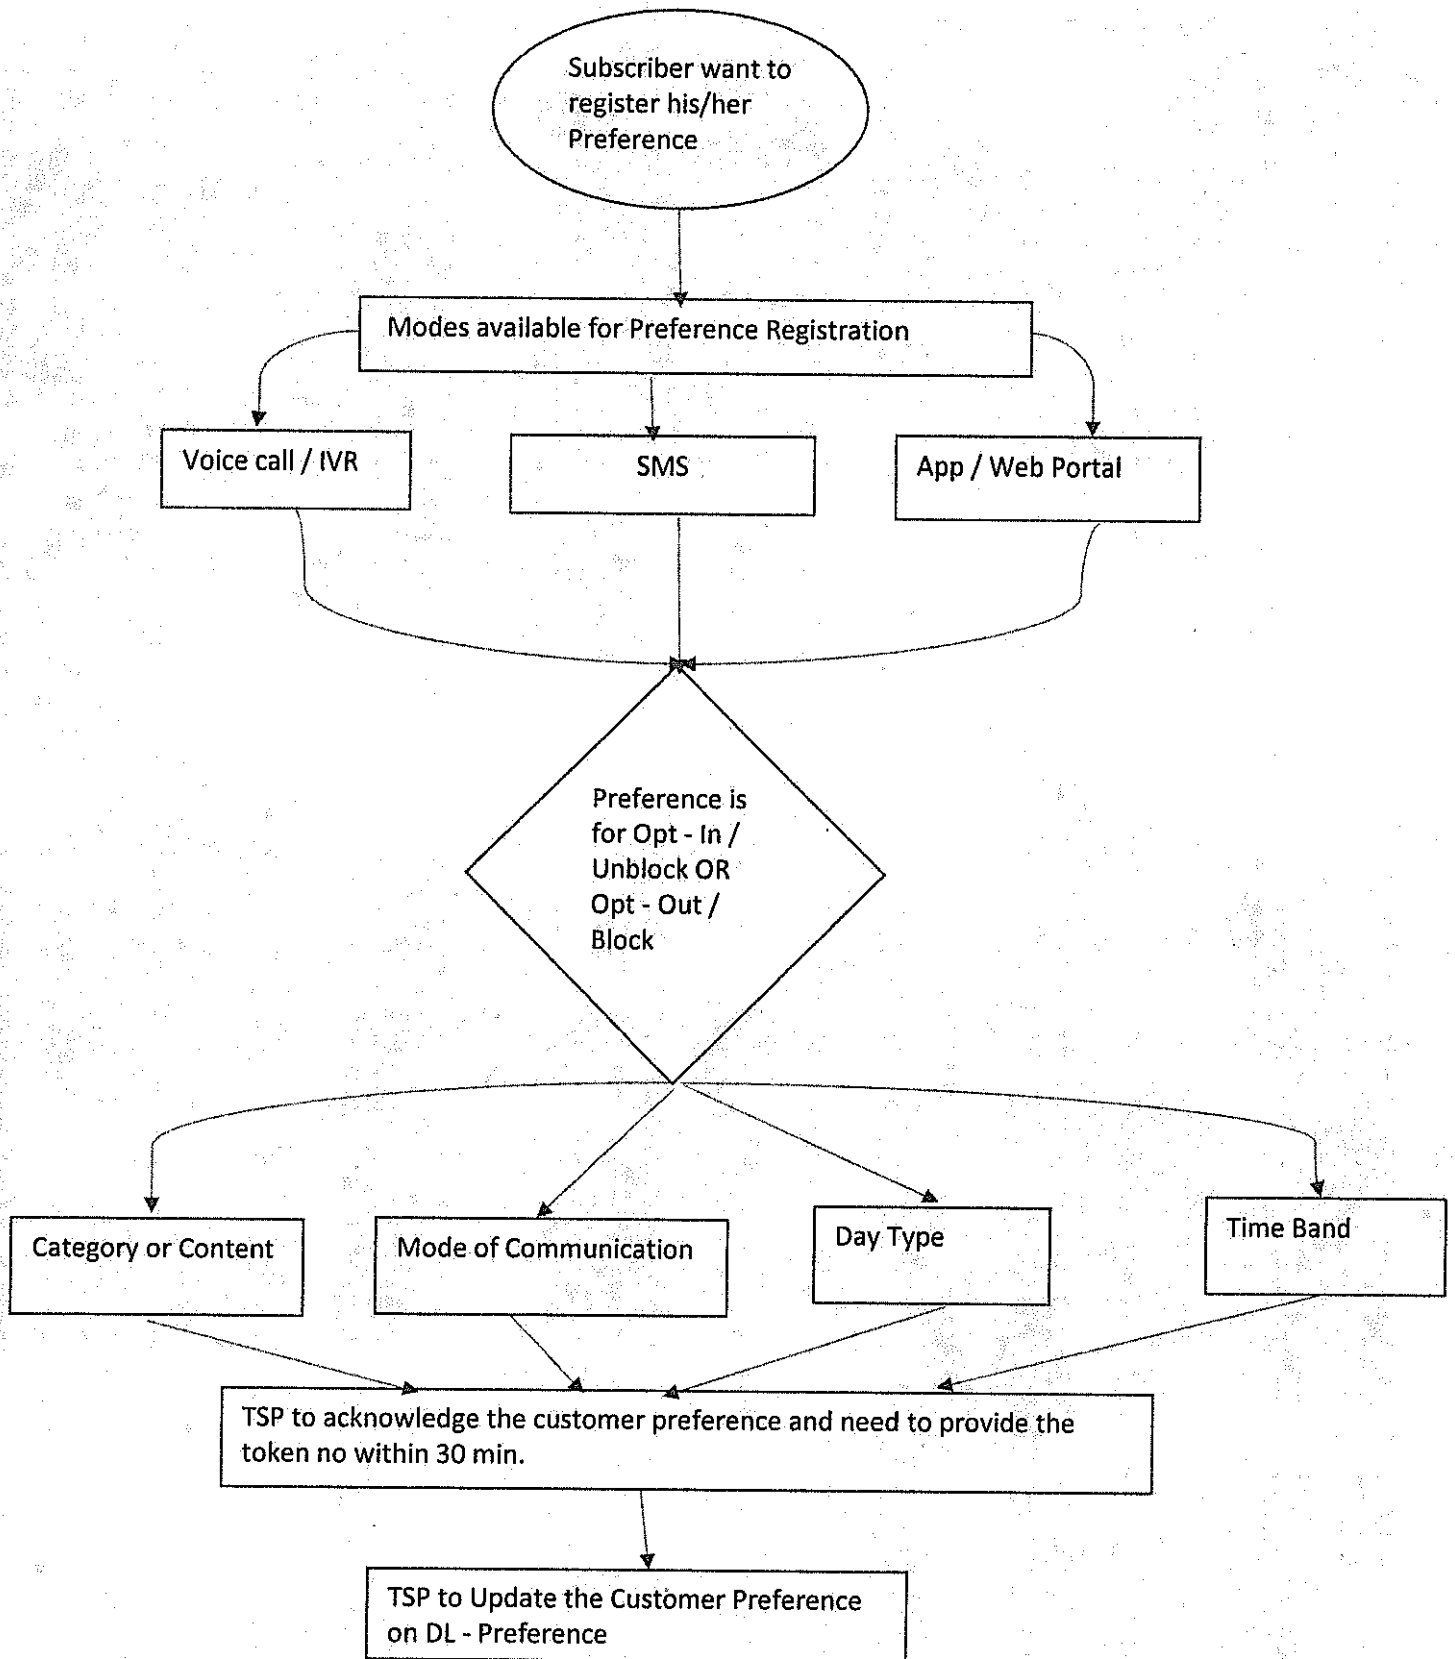 Subscriber want to
register his/her
Preference
Modes available for Preference Registration
Voice call / IVR
SMS
App / Web Portal
Preference is
for Opt - In /
Unblock OR
Opt - Out /
Block
Category or Content
Mode of Communication
Day Type
Time Band
TSP to acknowledge the customer preference and need to provide the
token no within 30 min.
TSP to Update the Customer Preference
on DL - Preference